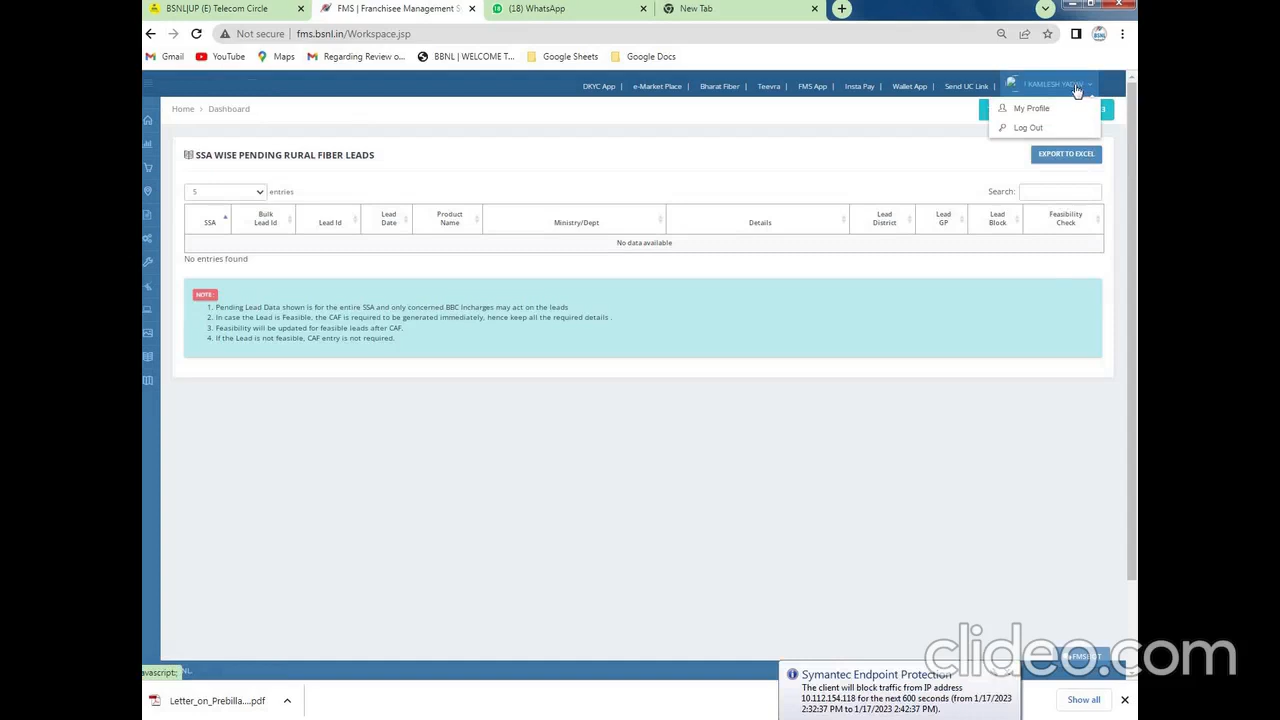 BSNL|UP (E) Telecom Circle
FMS | Franchisee Management S
(18) WhatsApp
New Tab
Not secure
fms.bsnl.in/Workspace.jsp
Gmail
YouTube
Maps
Regarding Review o...
BBNL | WELCOME T...
Google Sheets
Google Docs
DKYC App | e-Market Place | Bharat Fiber | Teevra | FMS App | Insta Pay | Wallet App | Send UC Link |
KAMLESH YADAV
Home > Dashboard
My Profile
Log Out
SSA WISE PENDING RURAL FIBER LEADS
EXPORT TO EXCEL
5 entries
Search:
SSA
Bulk Lead Id
Lead Id
Lead Date
Product Name
Ministry/Dept
Details
Lead District
Lead GP
Lead Block
Feasibility Check
No data available
No entries found
NOTE :
1. Pending Lead Data shown is for the entire SSA and only concerned BBC Incharges may act on the leads
2. In case the Lead is Feasible, the CAF is required to be generated immediately, hence keep all the required details .
3. Feasibility will be updated for feasible leads after CAF.
4. If the Lead is not feasible, CAF entry is not required.
clideo.com
FMSBOT
avascript:;
NL.
Symantec Endpoint Protection
The client will block traffic from IP address
10.112.154.118 for the next 600 seconds (from 1/17/2023
2:32:37 PM to 1/17/2023 2:42:37 PM).
Letter_on_Prebilla....pdf
Show all